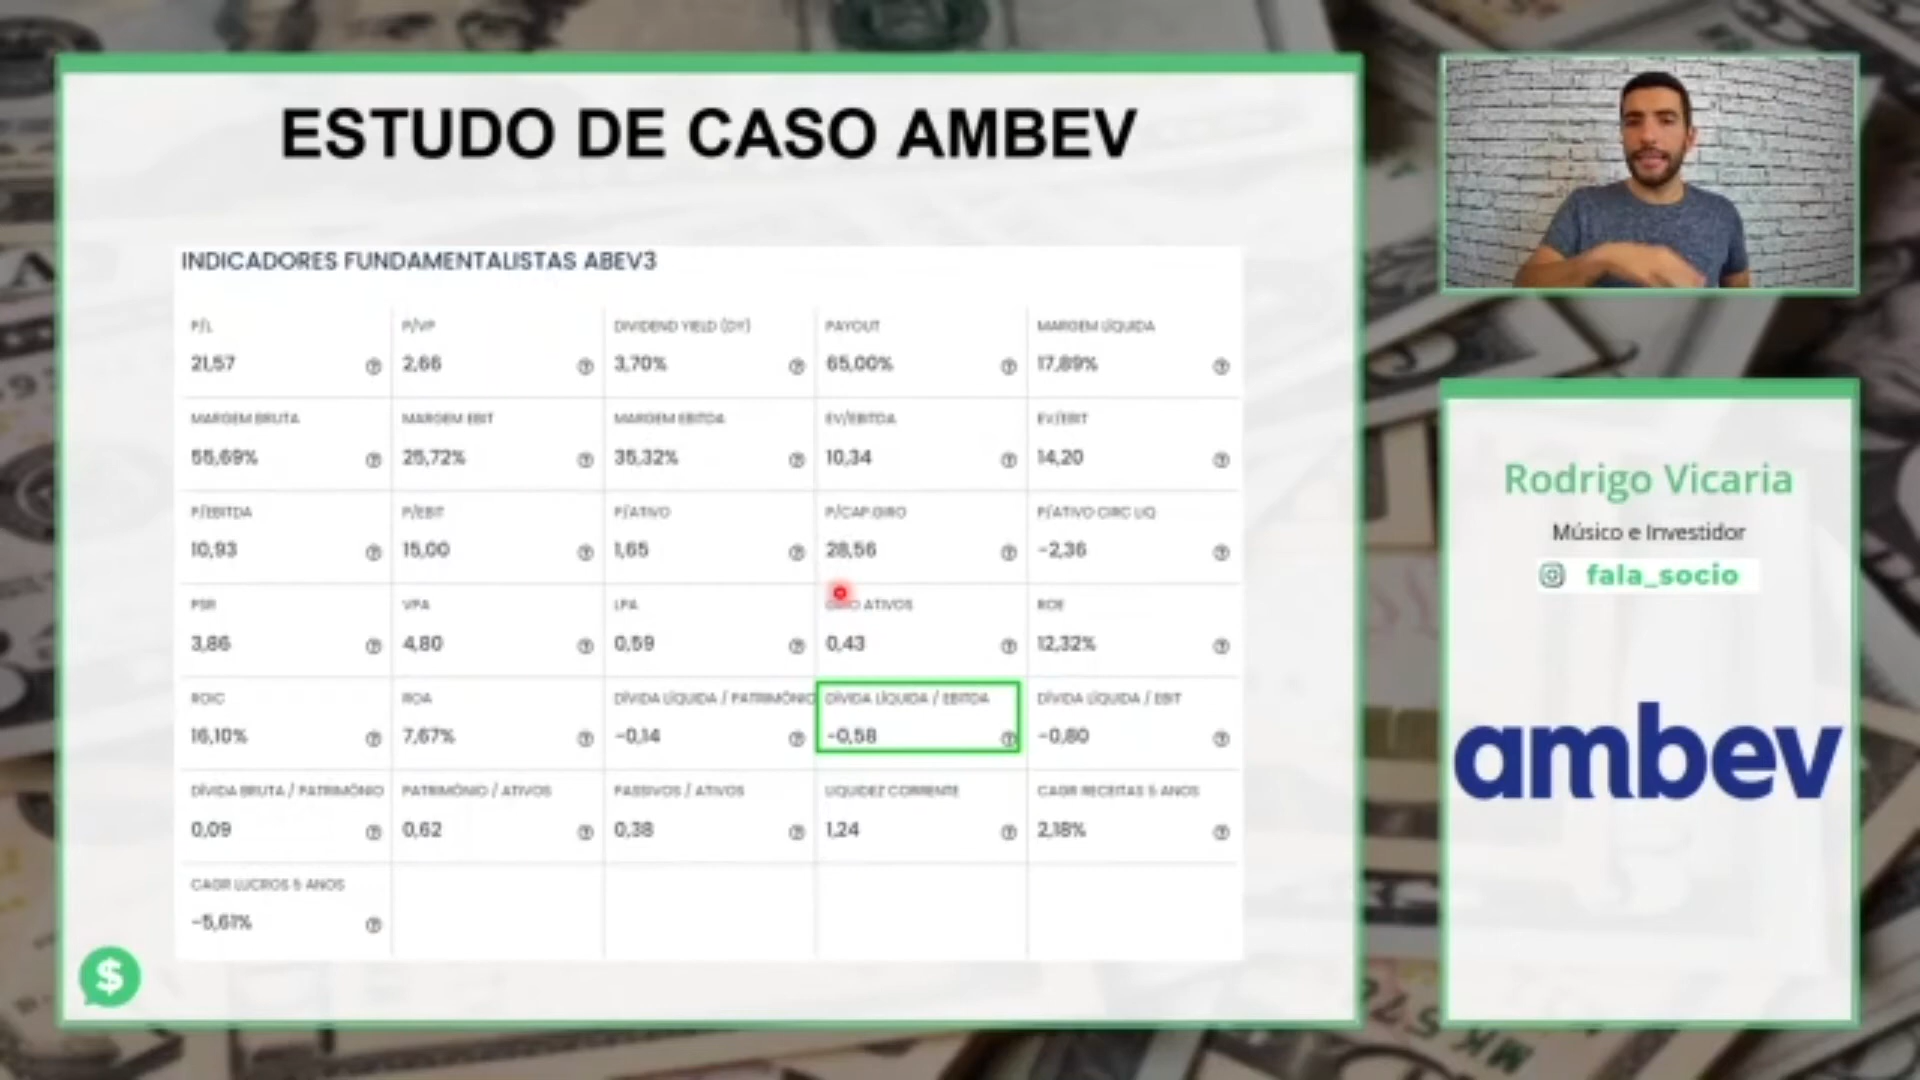 ESTUDO DE CASO AMBEV
INDICADORES FUNDAMENTALISTAS ABEV3
P/L P/VP DIVIDEND YIELD (DY) PAYOUT MARGEM LÍQUIDA
21,57 2,66 3,70% 65,00% 17,89%
MARGEM BRUTA MARGEM EBIT MARGEM EBITDA EV/EBITDA EV/EBIT
55,69% 25,72% 35,32% 10,34 14,20
P/EBITDA P/EBIT P/ATIVO P/CAP.GIRO P/ATIVO CIRC LIQ
10,93 15,00 1,65 28,56 -2,36
PSR VPA LPA ATIVOS ROE
3,86 4,80 0,59 0,43 12,32%
ROIC ROA DÍVIDA LÍQUIDA / PATRIMÔNIO DÍVIDA LÍQUIDA / EBITDA DÍVIDA LÍQUIDA / EBIT
16,10% 7,67% -0,14 -0,58 -0,80
DÍVIDA BRUTA / PATRIMÔNIO PATRIMÔNIO / ATIVOS PASSIVOS / ATIVOS LIQUIDEZ CORRENTE CAGR RECEITAS 5 ANOS
0,09 0,62 0,38 1,24 2,18%
CAGR LUCROS 5 ANOS
-5,61%
$
Rodrigo Vicaria
Músico e Investidor
fala_socio
ambev